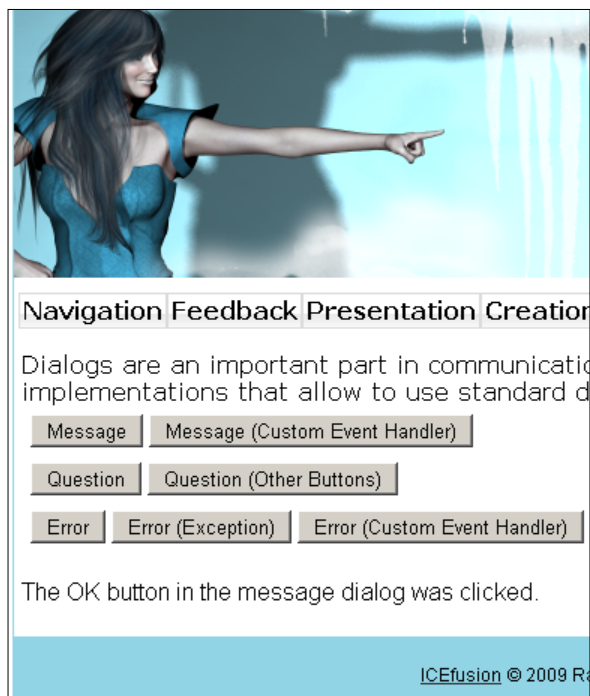 Navigation Feedback Presentation Creation
Dialogs are an important part in communicatio
implementations that allow to use standard d
Message Message (Custom Event Handler)
Question Question (Other Buttons)
Error Error (Exception) Error (Custom Event Handler)
The OK button in the message dialog was clicked.
ICEfusion © 2009 Ra